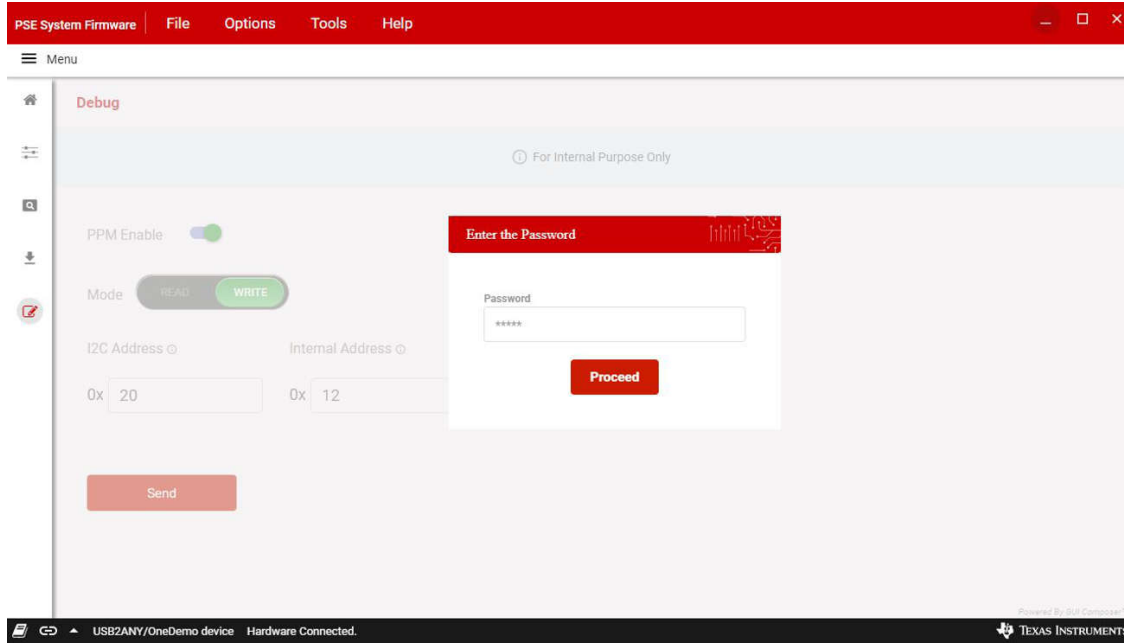 PSE System Firmware File Options Tools Help
Menu
Debug
For Internal Purpose Only
PPM Enable
Enter the Password
Mode READ WRITE
Password
*****
I2C Address Internal Address
Proceed
0x 20 0x 12
Send
Powered By GUI Composer™
USB2ANY/OneDemo device Hardware Connected.
TEXAS INSTRUMENTS